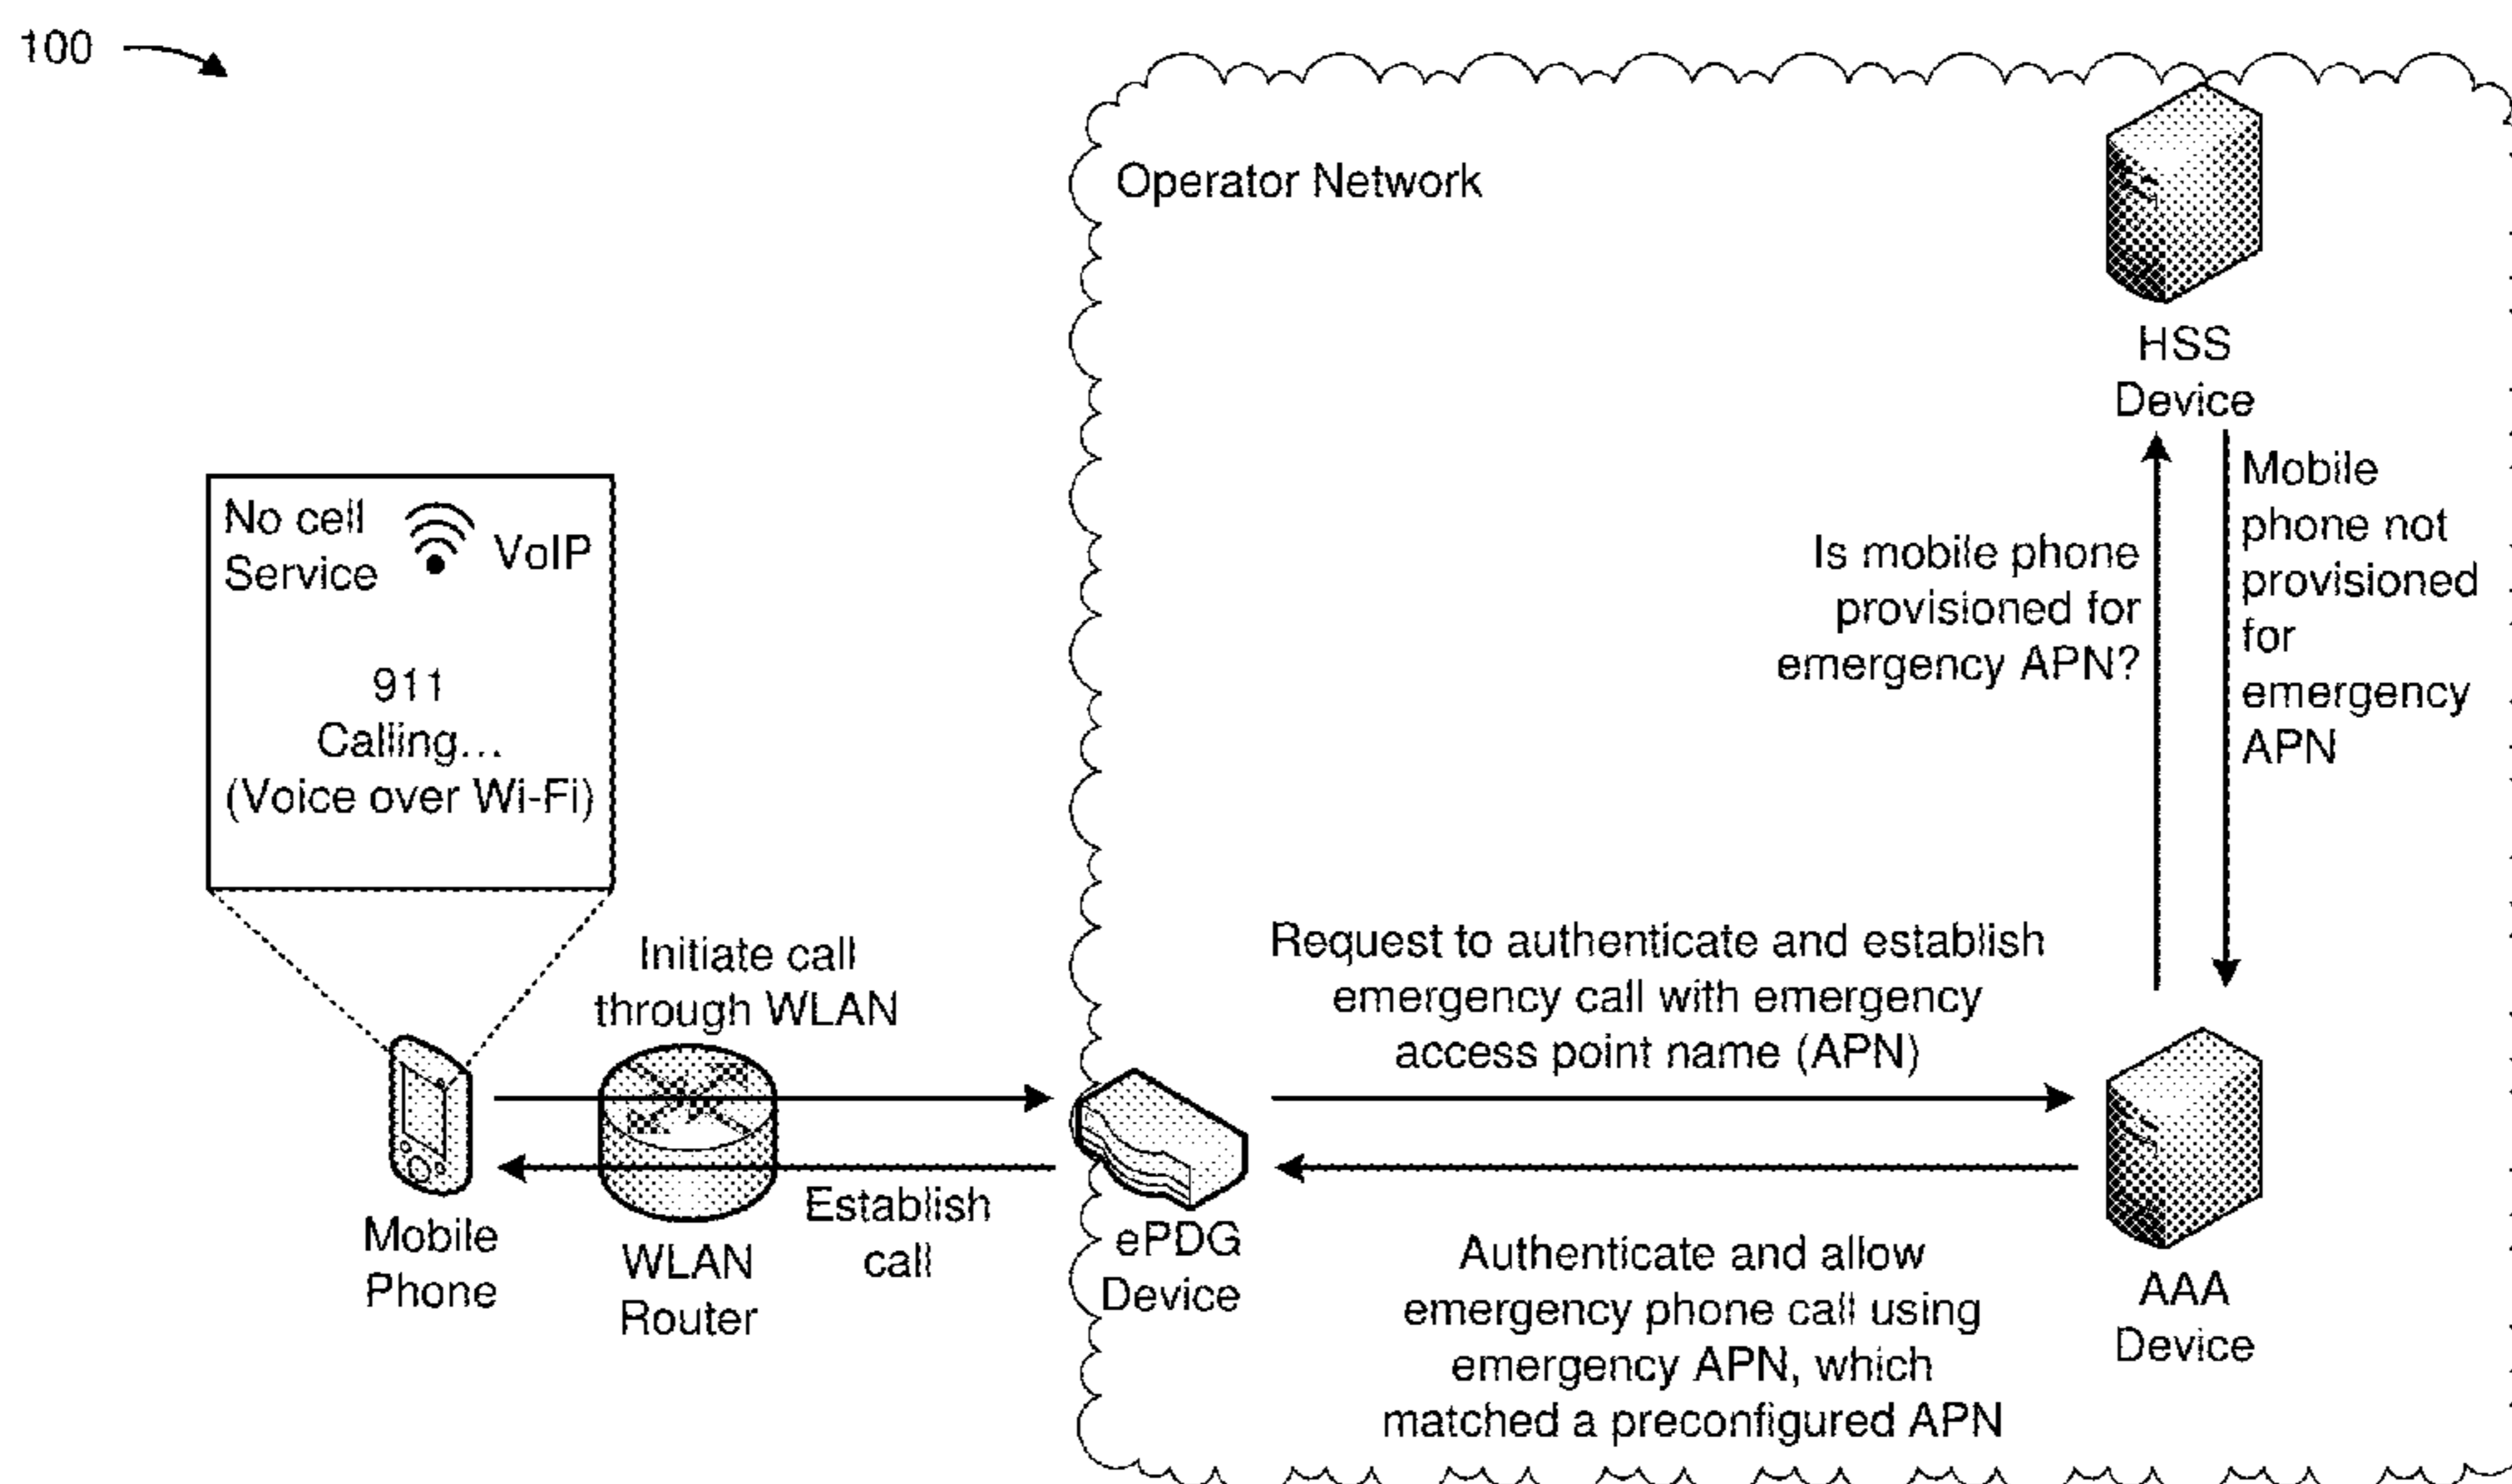 100
Operator Network
HSS
Device
No cell
Service
VoIP
911
Calling...
(Voice over Wi-Fi)
Is mobile phone
provisioned for
emergency APN?
Mobile
phone not
provisioned
for
emergency
APN
Initiate call
through WLAN
Request to authenticate and establish
emergency call with emergency
access point name (APN)
Establish
call
Mobile
Phone
WLAN
Router
ePDG
Device
Authenticate and allow
emergency phone call using
emergency APN, which
matched a preconfigured APN
AAA
Device